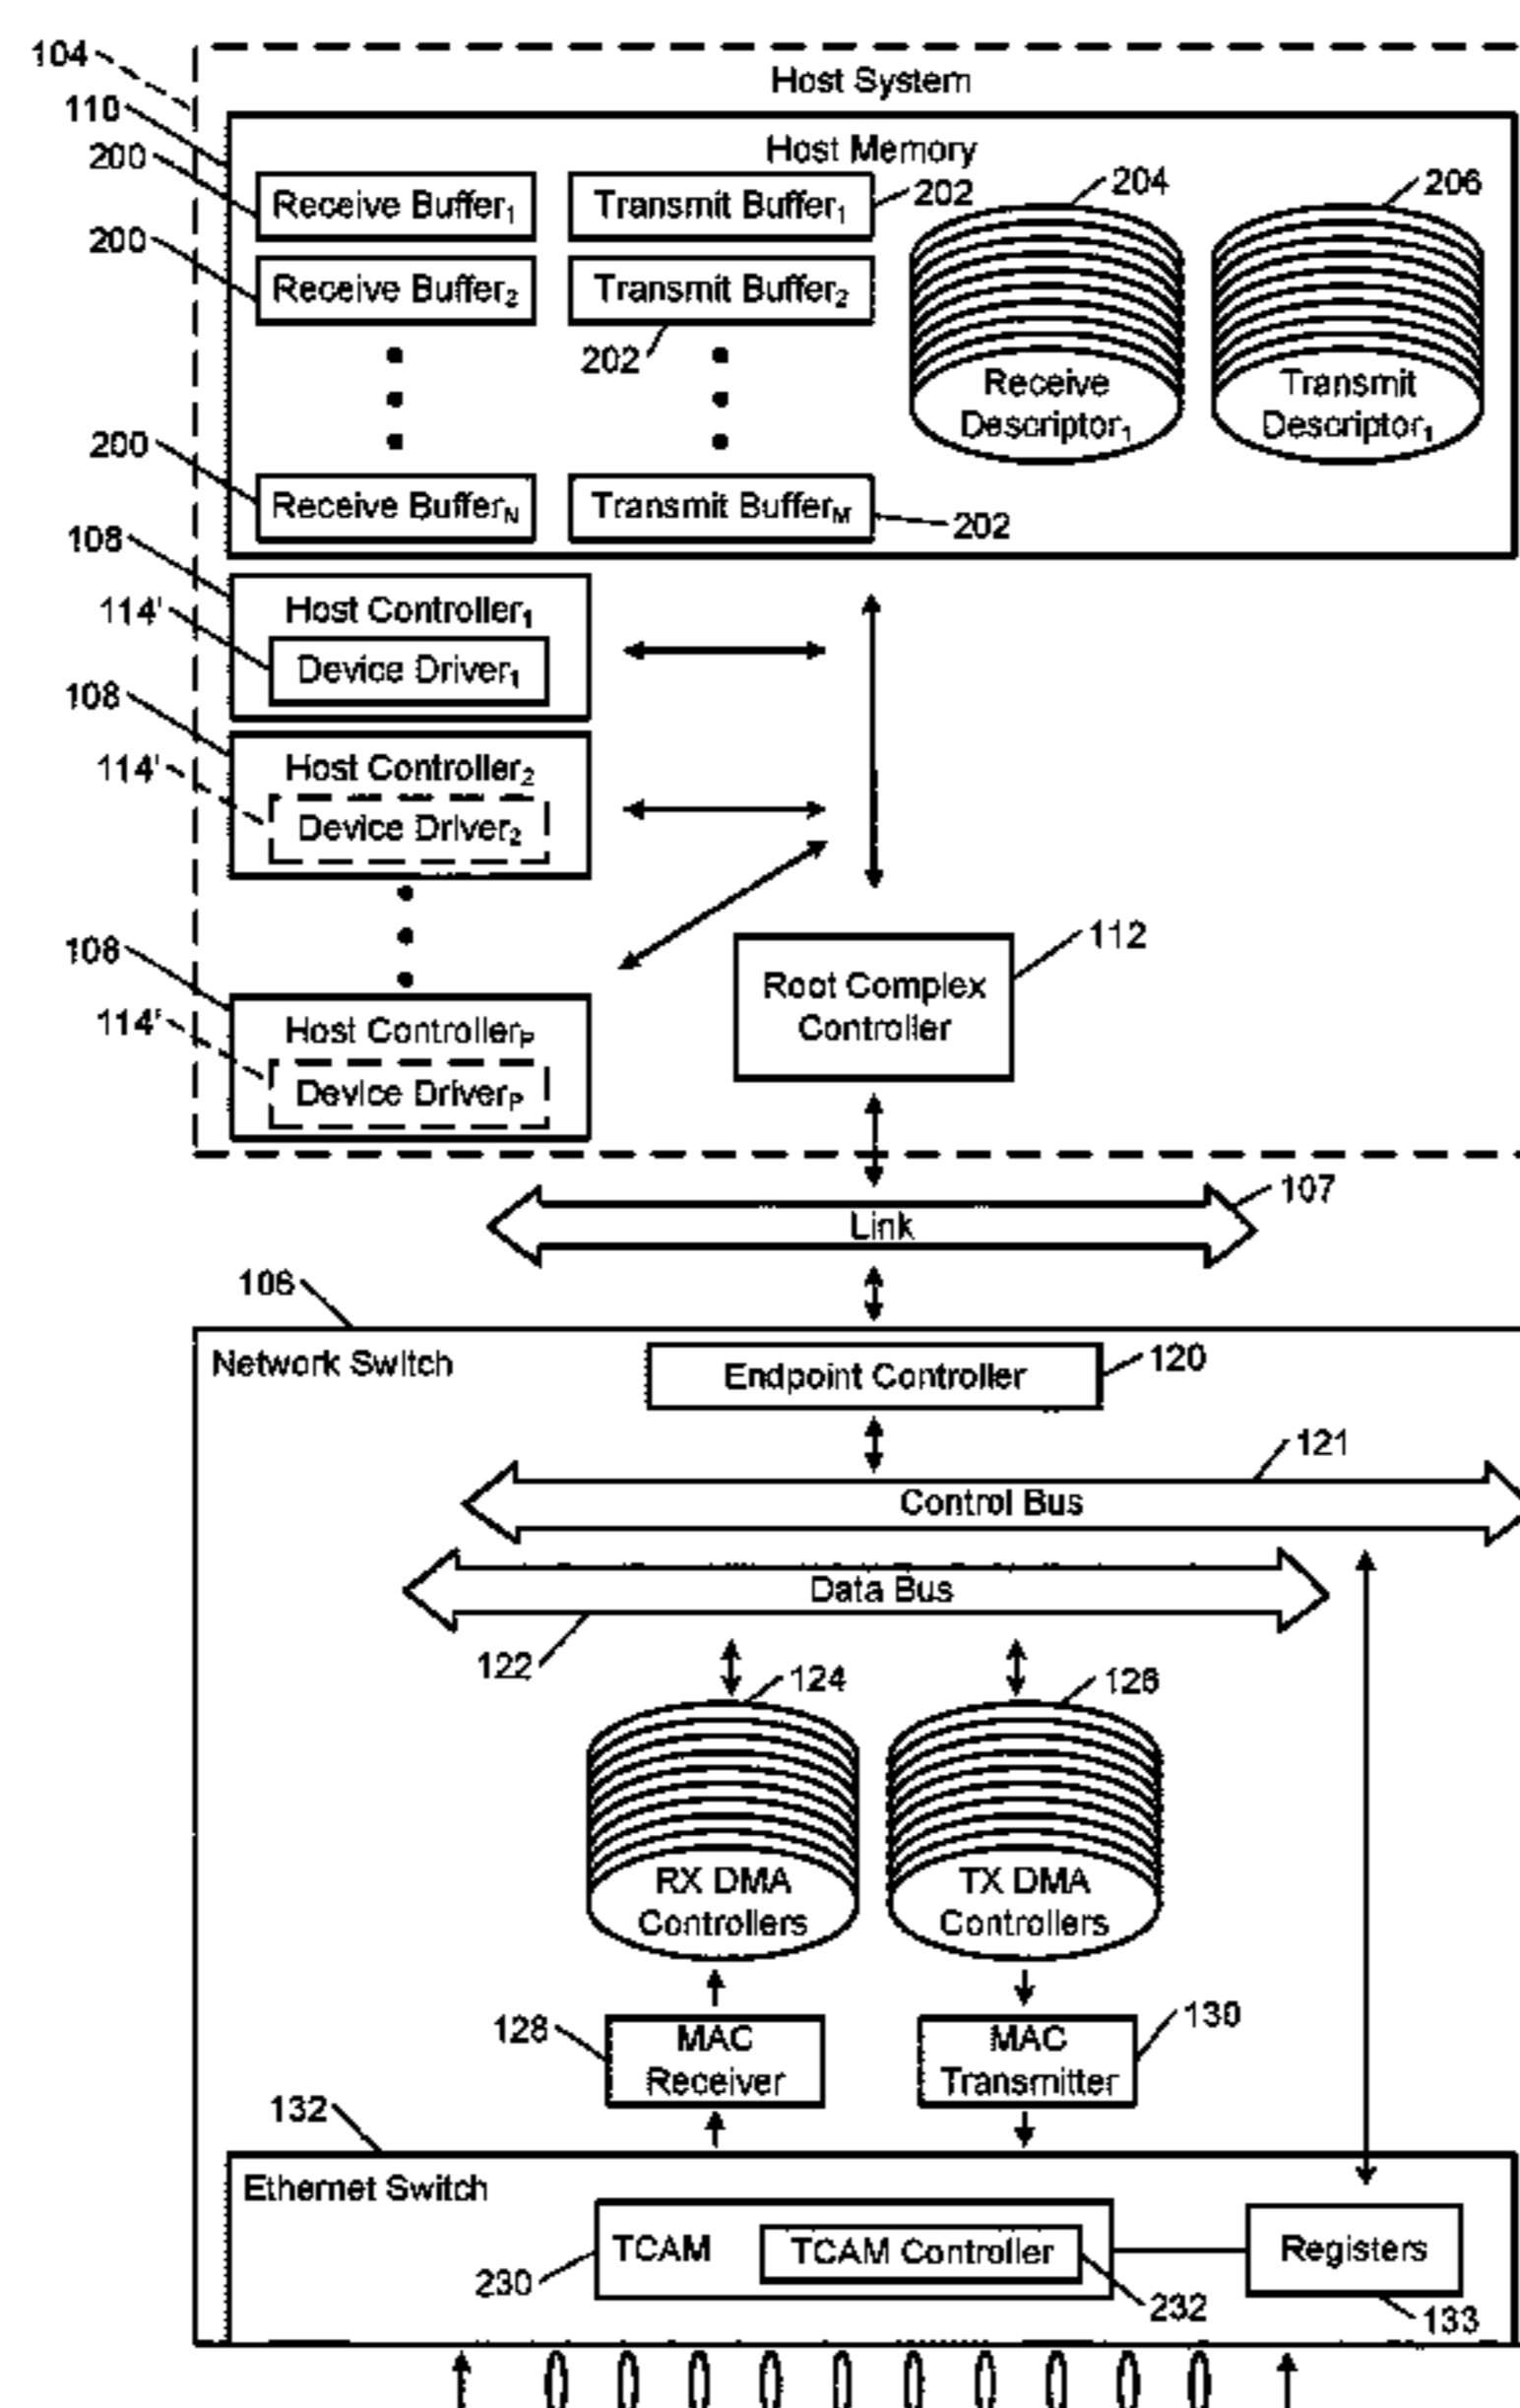 104
Host System
110
Host Memory
200
Receive Buffer₁
Transmit Buffer₁
202
204
206
200
Receive Buffer₂
Transmit Buffer₂
202
Receive
Descriptor₁
Transmit
Descriptor₁
200
Receive Buffer_N
Transmit Buffer_M
202
108
Host Controller₁
114'
Device Driver₁
108
Host Controller₂
114'
Device Driver₂
108
Host Controller_P
114'
Device Driver_P
112
Root Complex
Controller
107
Link
106
Network Switch
Endpoint Controller
120
121
Control Bus
Data Bus
122
124
126
RX DMA
Controllers
TX DMA
Controllers
128
MAC
Receiver
MAC
Transmitter
130
132
Ethernet Switch
TCAM
TCAM Controller
Registers
230
232
133